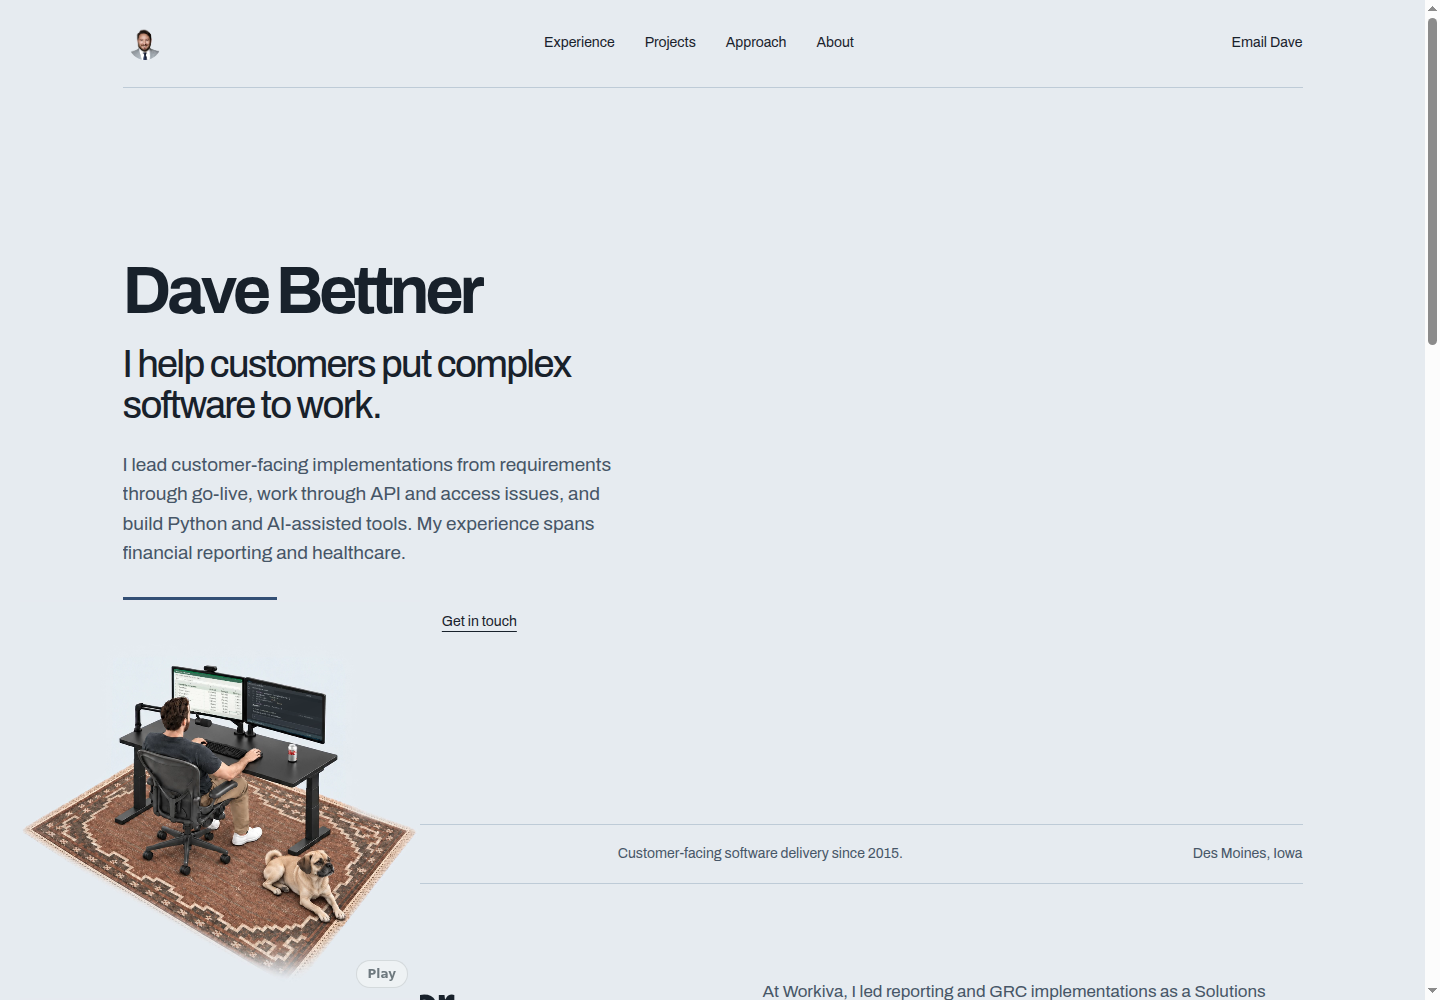 Experience
Projects
Approach
About
Email Dave
Dave Bettner
I help customers put complex
software to work.
I lead customer-facing implementations from requirements
through go-live, work through API and access issues, and
build Python and AI-assisted tools. My experience spans
financial reporting and healthcare.
Get in touch
Customer-facing software delivery since 2015.
Des Moines, Iowa
Play
At Workiva, I led reporting and GRC implementations as a Solutions